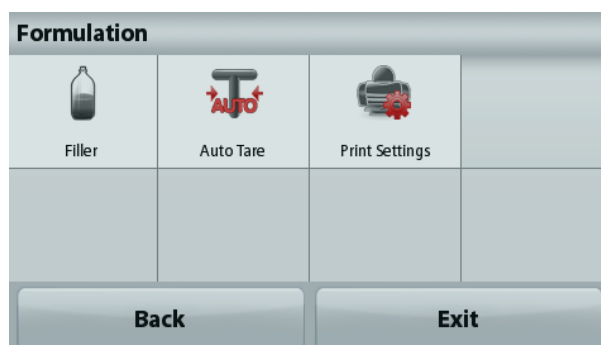 Formulation
AUTO
Filler
Auto Tare
Print Settings
Back
Exit